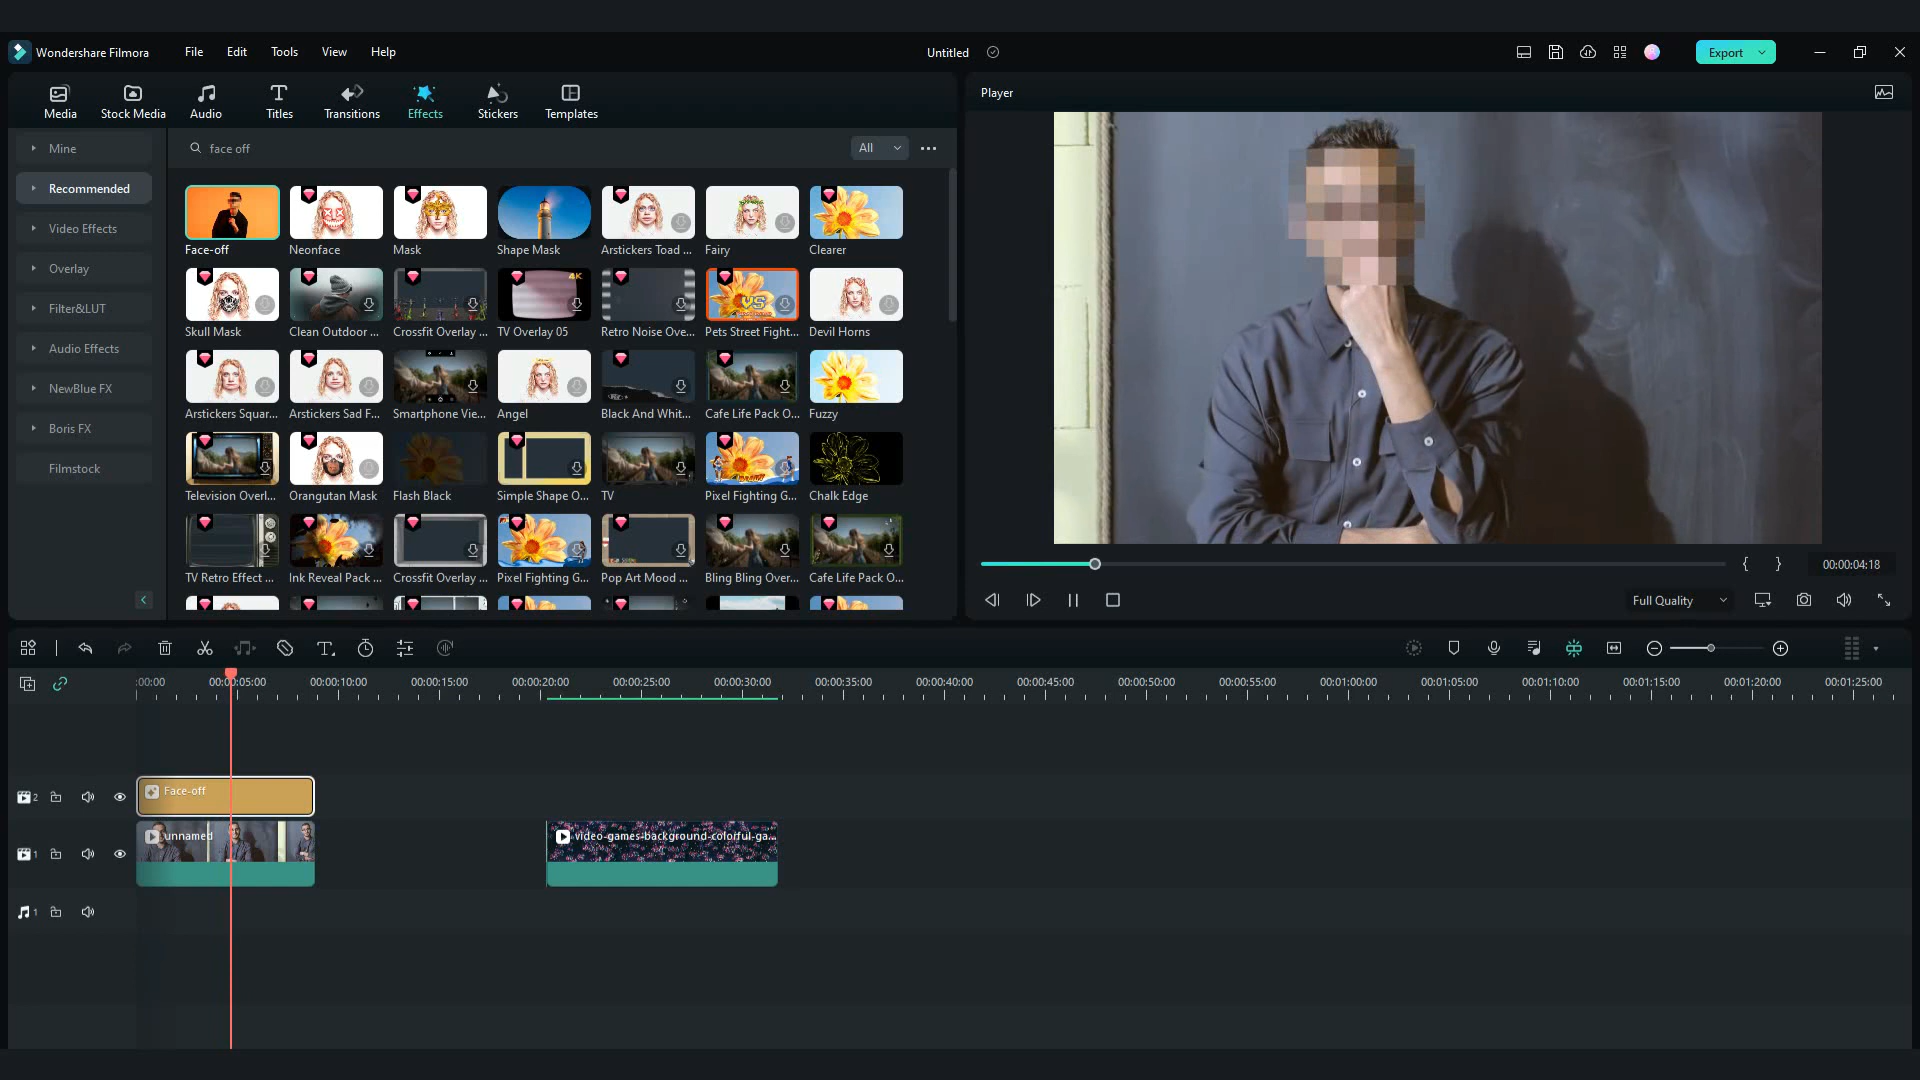 Wondershare Filmora File Edit Tools View Help Untitled Export
Media Stock Media Audio Titles Transitions Effects Stickers Templates
Player
Mine
Recommended
Video Effects
Overlay
Filter&LUT
Audio Effects
NewBlue FX
Boris FX
Filmstock
face off All
Face-off Neonface Mask Shape Mask Arstickers Toad ... Fairy Clearer
4K
VS
Skull Mask Clean Outdoor ... Crossfit Overlay ... TV Overlay 05 Retro Noise Ove... Pets Street Fight... Devil Horns
Arstickers Squar... Arstickers Sad F... Smartphone Vie... Angel Black And Whit... Cafe Life Pack O... Fuzzy
Television Overl... Orangutan Mask Flash Black Simple Shape O... TV Pixel Fighting G... Chalk Edge
TV Retro Effect ... Ink Reveal Pack ... Crossfit Overlay ... Pixel Fighting G... Pop Art Mood ... Bling Bling Over... Cafe Life Pack O...
{ } 00:00:04:18
Full Quality
:00:00 00:00:05:00 00:00:10:00 00:00:15:00 00:00:20:00 00:00:25:00 00:00:30:00 00:00:35:00 00:00:40:00 00:00:45:00 00:00:50:00 00:00:55:00 00:01:00:00 00:01:05:00 00:01:10:00 00:01:15:00 00:01:20:00 00:01:25:00
2 Face-off
1 unnamed video-games-background-colorful-ga...
1